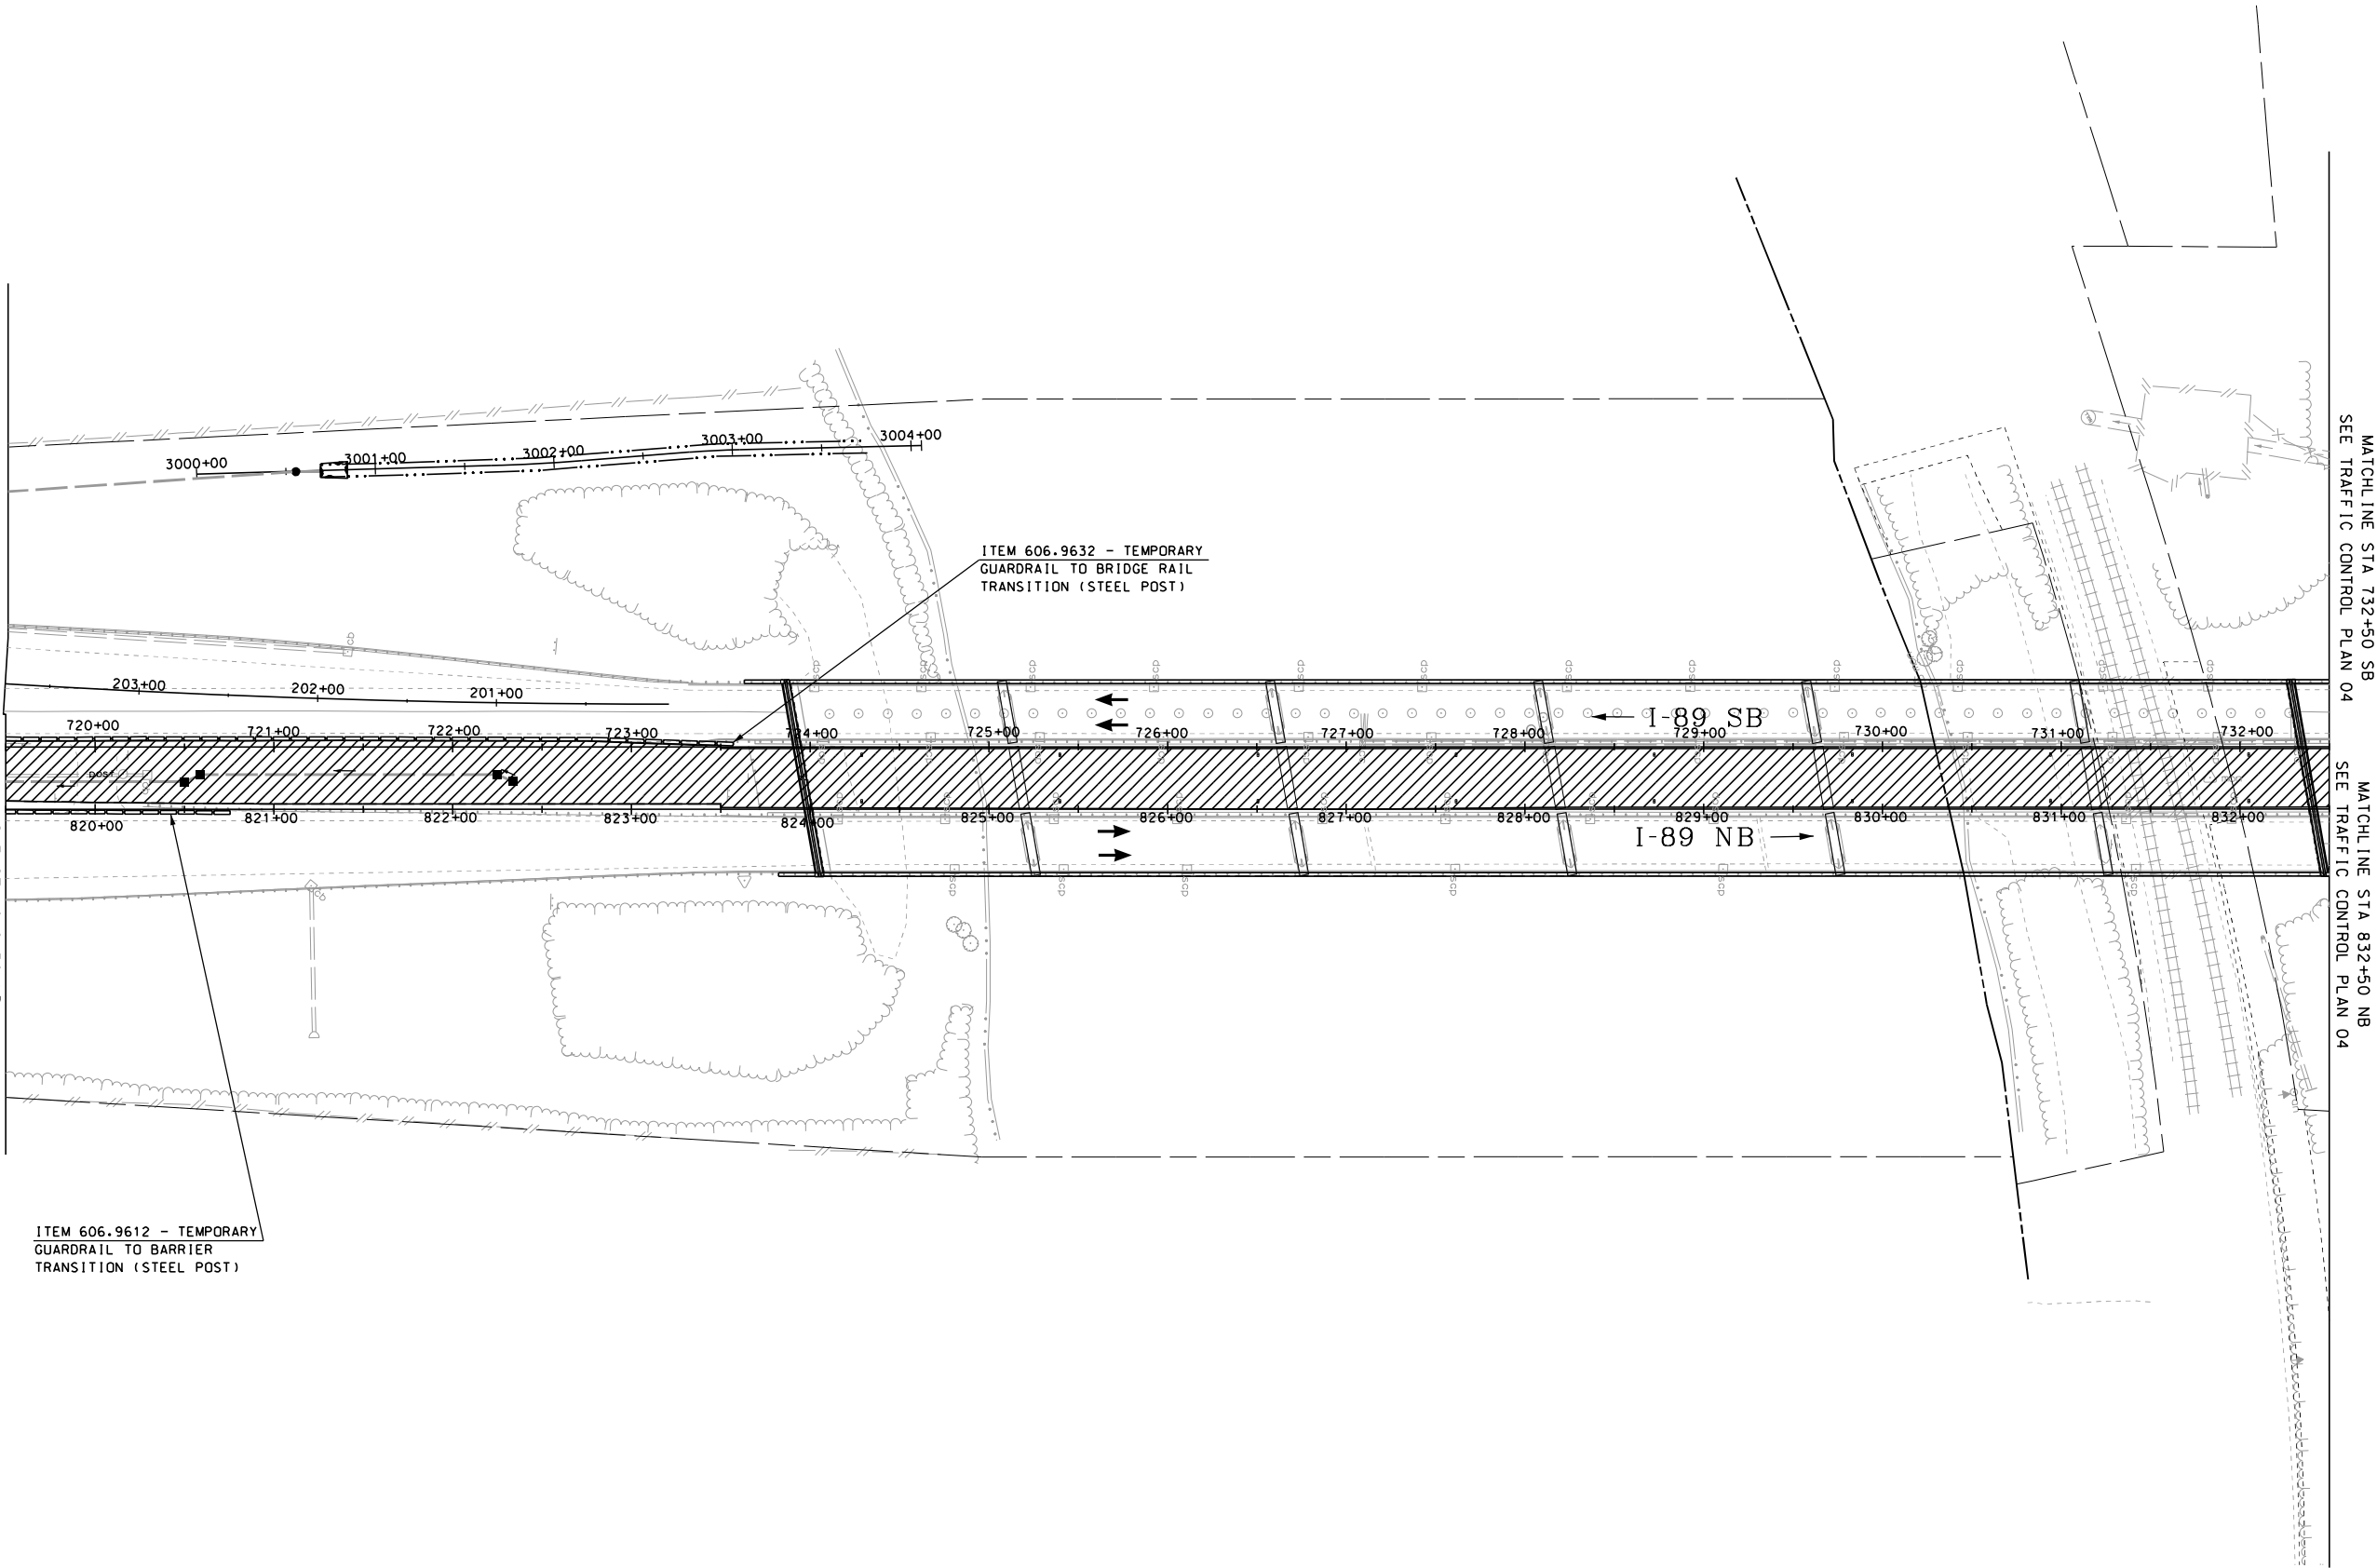 3000+00
3001+00
3002+00
3003+00
3004+00
ITEM 606.9632 - TEMPORARY
GUARDRAIL TO BRIDGE RAIL
TRANSITION (STEEL POST)
203+00
202+00
201+00
720+00
721+00
722+00
723+00
724+00
725+00
726+00
727+00
728+00
729+00
730+00
731+00
732+00
I-89 SB
820+00
821+00
822+00
823+00
824+00
825+00
826+00
827+00
828+00
829+00
830+00
831+00
832+00
I-89 NB
ITEM 606.9612 - TEMPORARY
GUARDRAIL TO BARRIER
TRANSITION (STEEL POST)
MATCHLINE STA 732+50 SB
SEE TRAFFIC CONTROL PLAN 04
MATCHLINE STA 832+50 NB
SEE TRAFFIC CONTROL PLAN 04